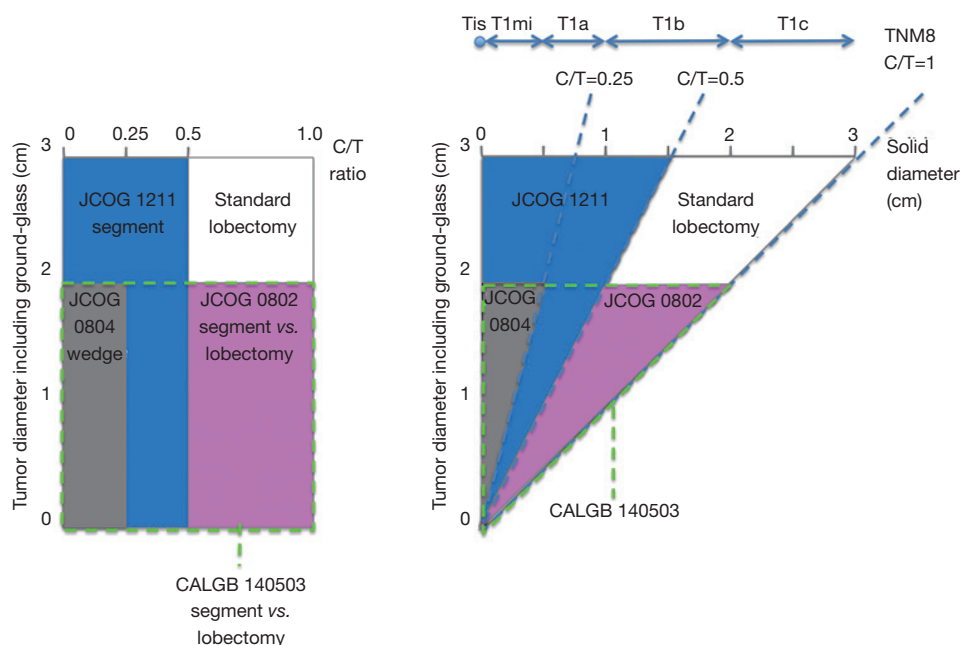 Tis T1mi T1a T1b T1c
TNM8
C/T=1
C/T=0.25 C/T=0.5
0 0.25 0.5 1.0
C/T
ratio
3
2
1
0
Tumor diameter including ground-glass (cm)
JCOG 1211
segment
Standard
lobectomy
JCOG
0804
wedge
JCOG 0802
segment vs.
lobectomy
CALGB 140503
segment vs.
lobectomy
0 1 2 3
Solid
diameter
(cm)
3
2
1
0
Tumor diameter including ground-glass (cm)
JCOG 1211
Standard
lobectomy
JCOG
0804
JCOG 0802
CALGB 140503